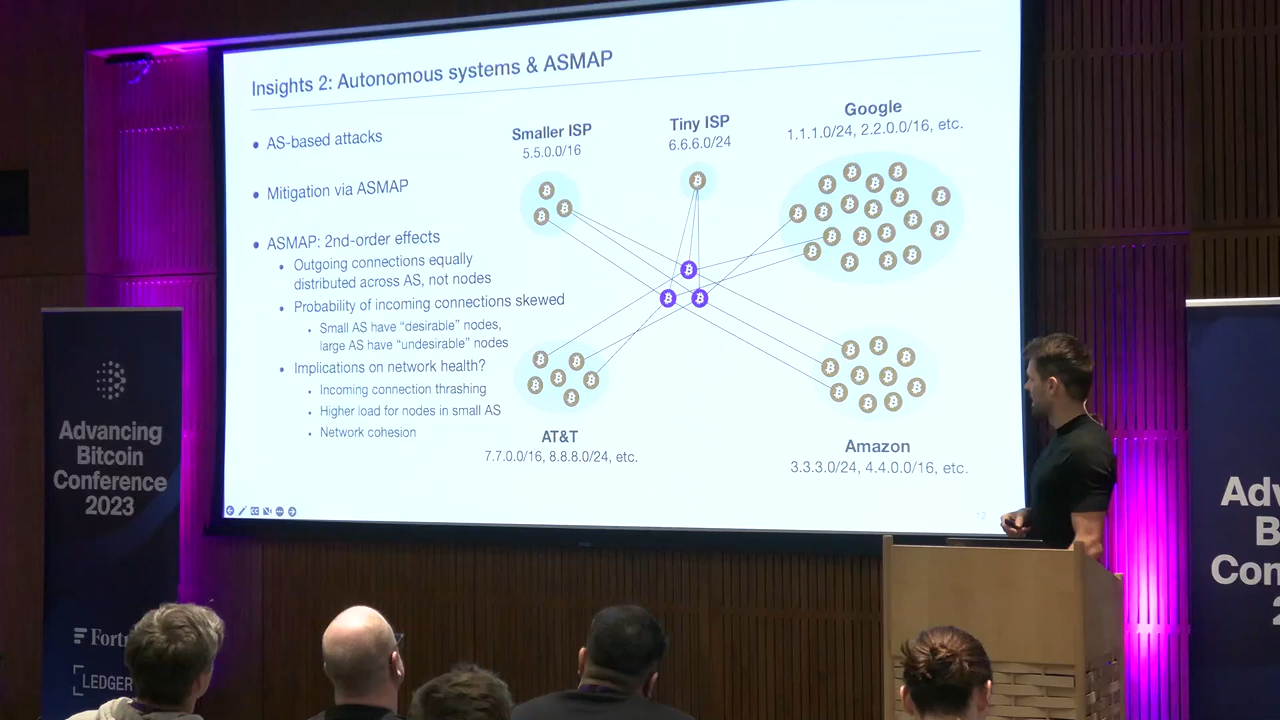 Insights 2: Autonomous systems & ASMAP
AS-based attacks
Mitigation via ASMAP
ASMAP: 2nd-order effects
Outgoing connections equally
distributed across AS, not nodes
Probability of incoming connections skewed
Small AS have “desirable” nodes,
large AS have “undesirable” nodes
Implications on network health?
Incoming connection thrashing
Higher load for nodes in small AS
Network cohesion
Smaller ISP
5.5.0.0/16
Tiny ISP
6.6.6.0/24
Google
1.1.1.0/24, 2.2.0.0/16, etc.
AT&T
7.7.0.0/16, 8.8.8.0/24, etc.
Amazon
3.3.3.0/24, 4.4.0.0/16, etc.
12
Advancing
Bitcoin
Conference
2023
LEDGER